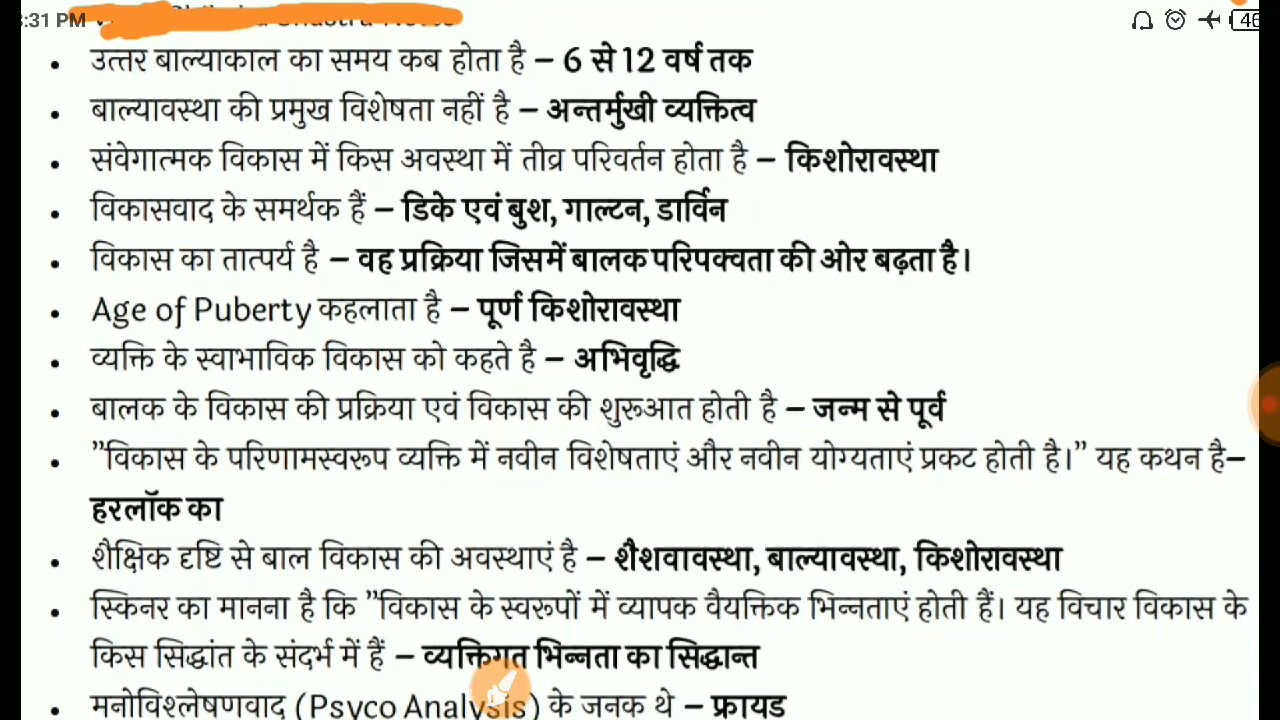 :31 PM
46
• उत्तर बाल्याकाल का समय कब होता है – 6 से 12 वर्ष तक
• बाल्यावस्था की प्रमुख विशेषता नहीं है – अन्तर्मुखी व्यक्तित्व
• संवेगात्मक विकास में किस अवस्था में तीव्र परिवर्तन होता है – किशोरावस्था
• विकासवाद के समर्थक हैं – डिके एवं बुश, गाल्टन, डार्विन
• विकास का तात्पर्य है – वह प्रक्रिया जिसमें बालक परिपक्वता की ओर बढ़ता है।
• Age of Puberty कहलाता है – पूर्ण किशोरावस्था
• व्यक्ति के स्वाभाविक विकास को कहते है – अभिवृद्धि
• बालक के विकास की प्रक्रिया एवं विकास की शुरूआत होती है – जन्म से पूर्व
• ”विकास के परिणामस्वरूप व्यक्ति में नवीन विशेषताएं और नवीन योग्यताएं प्रकट होती है।” यह कथन है–
हरलॉक का
• शैक्षिक दृष्टि से बाल विकास की अवस्थाएं है – शैशवावस्था, बाल्यावस्था, किशोरावस्था
• स्किनर का मानना है कि ”विकास के स्वरूपों में व्यापक वैयक्तिक भिन्नताएं होती हैं। यह विचार विकास के
किस सिद्धांत के संदर्भ में हैं – व्यक्तिगत भिन्नता का सिद्धान्त
• मनोविश्लेषणवाद (Psyco Analysis) के जनक थे – फ्रायड